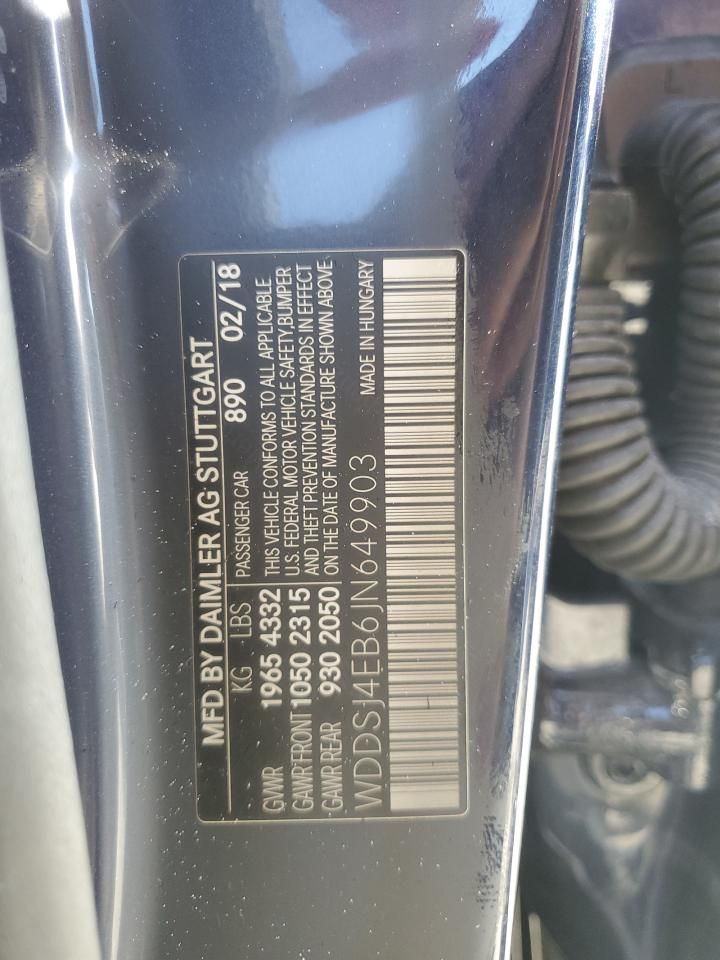 MFD BY DAIMLER AG STUTTGART
KG LBS PASSENGER CAR 890 02/18
GVWR 1965 4332
GAWR FRONT 1050 2315
GAWR REAR 930 2050
THIS VEHICLE CONFORMS TO ALL APPLICABLE
U.S. FEDERAL MOTOR VEHICLE SAFETY, BUMPER
AND THEFT PREVENTION STANDARDS IN EFFECT
ON THE DATE OF MANUFACTURE SHOWN ABOVE.
WDDSJ4EB6JN649903 MADE IN HUNGARY